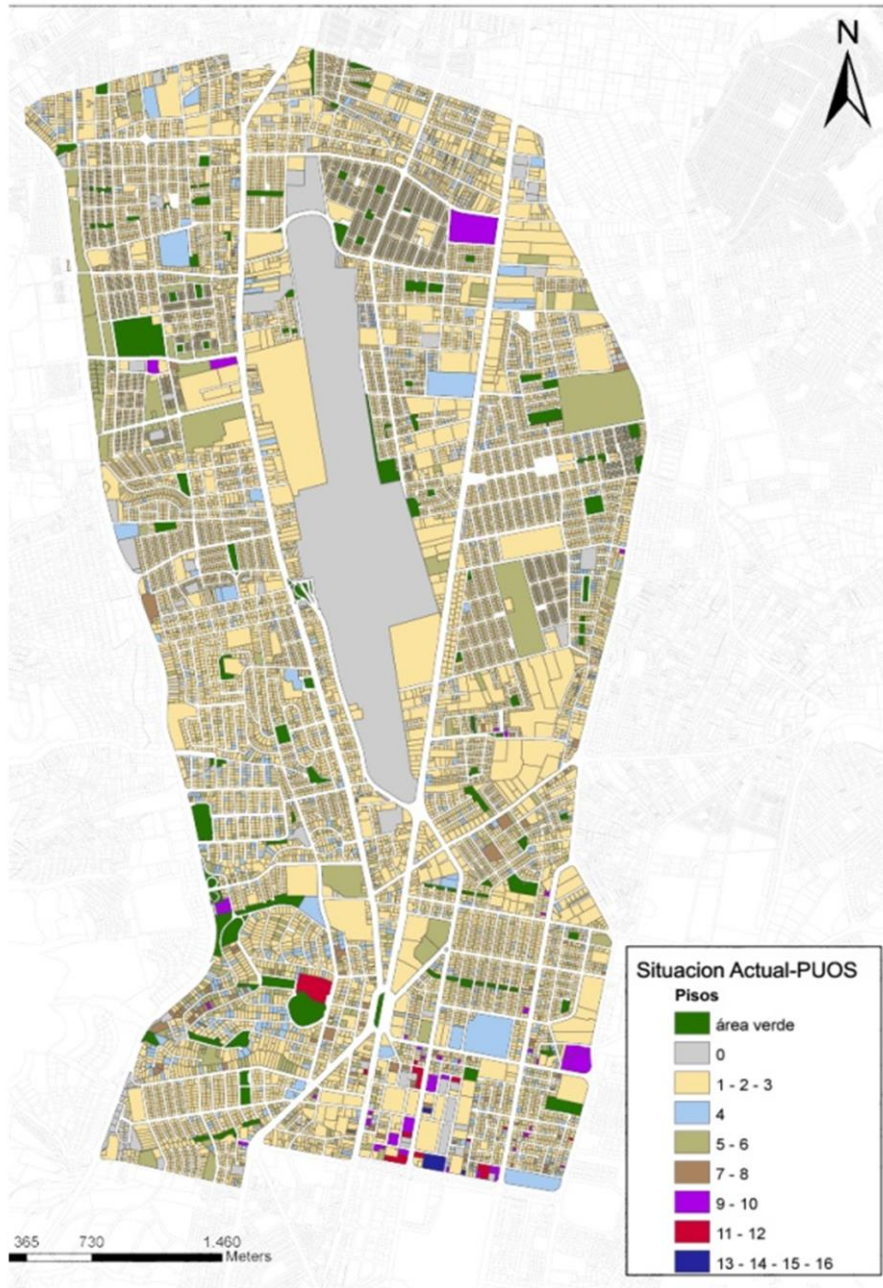 N
Situacion Actual-PUOS
Pisos
área verde
0
1 - 2 - 3
4
5 - 6
7 - 8
9 - 10
11 - 12
13 - 14 - 15 - 16
365 730 1.460
Meters